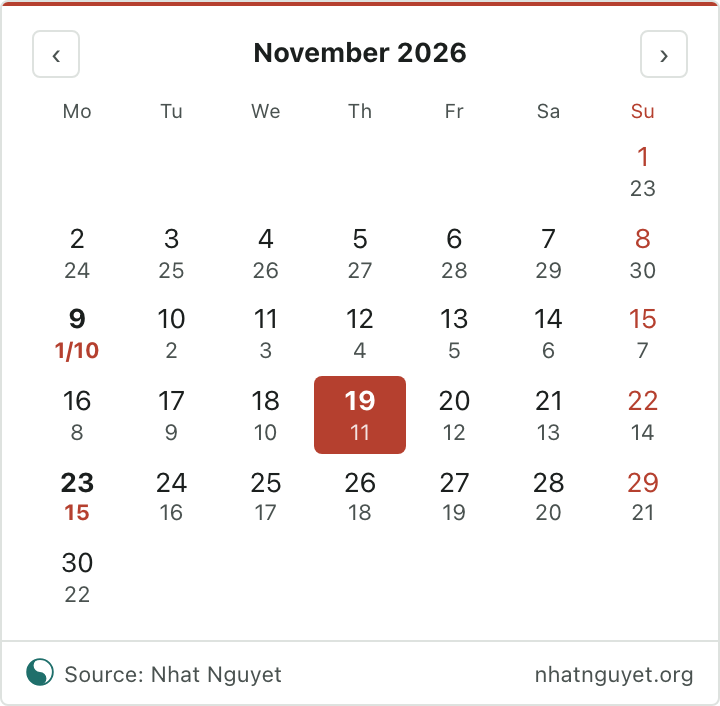 ‹ November 2026 ›
Mo Tu We Th Fr Sa Su
1
23
2 3 4 5 6 7 8
24 25 26 27 28 29 30
9 10 11 12 13 14 15
1/10 2 3 4 5 6 7
16 17 18 19 20 21 22
8 9 10 11 12 13 14
23 24 25 26 27 28 29
15 16 17 18 19 20 21
30
22
Source: Nhat Nguyet nhatnguyet.org